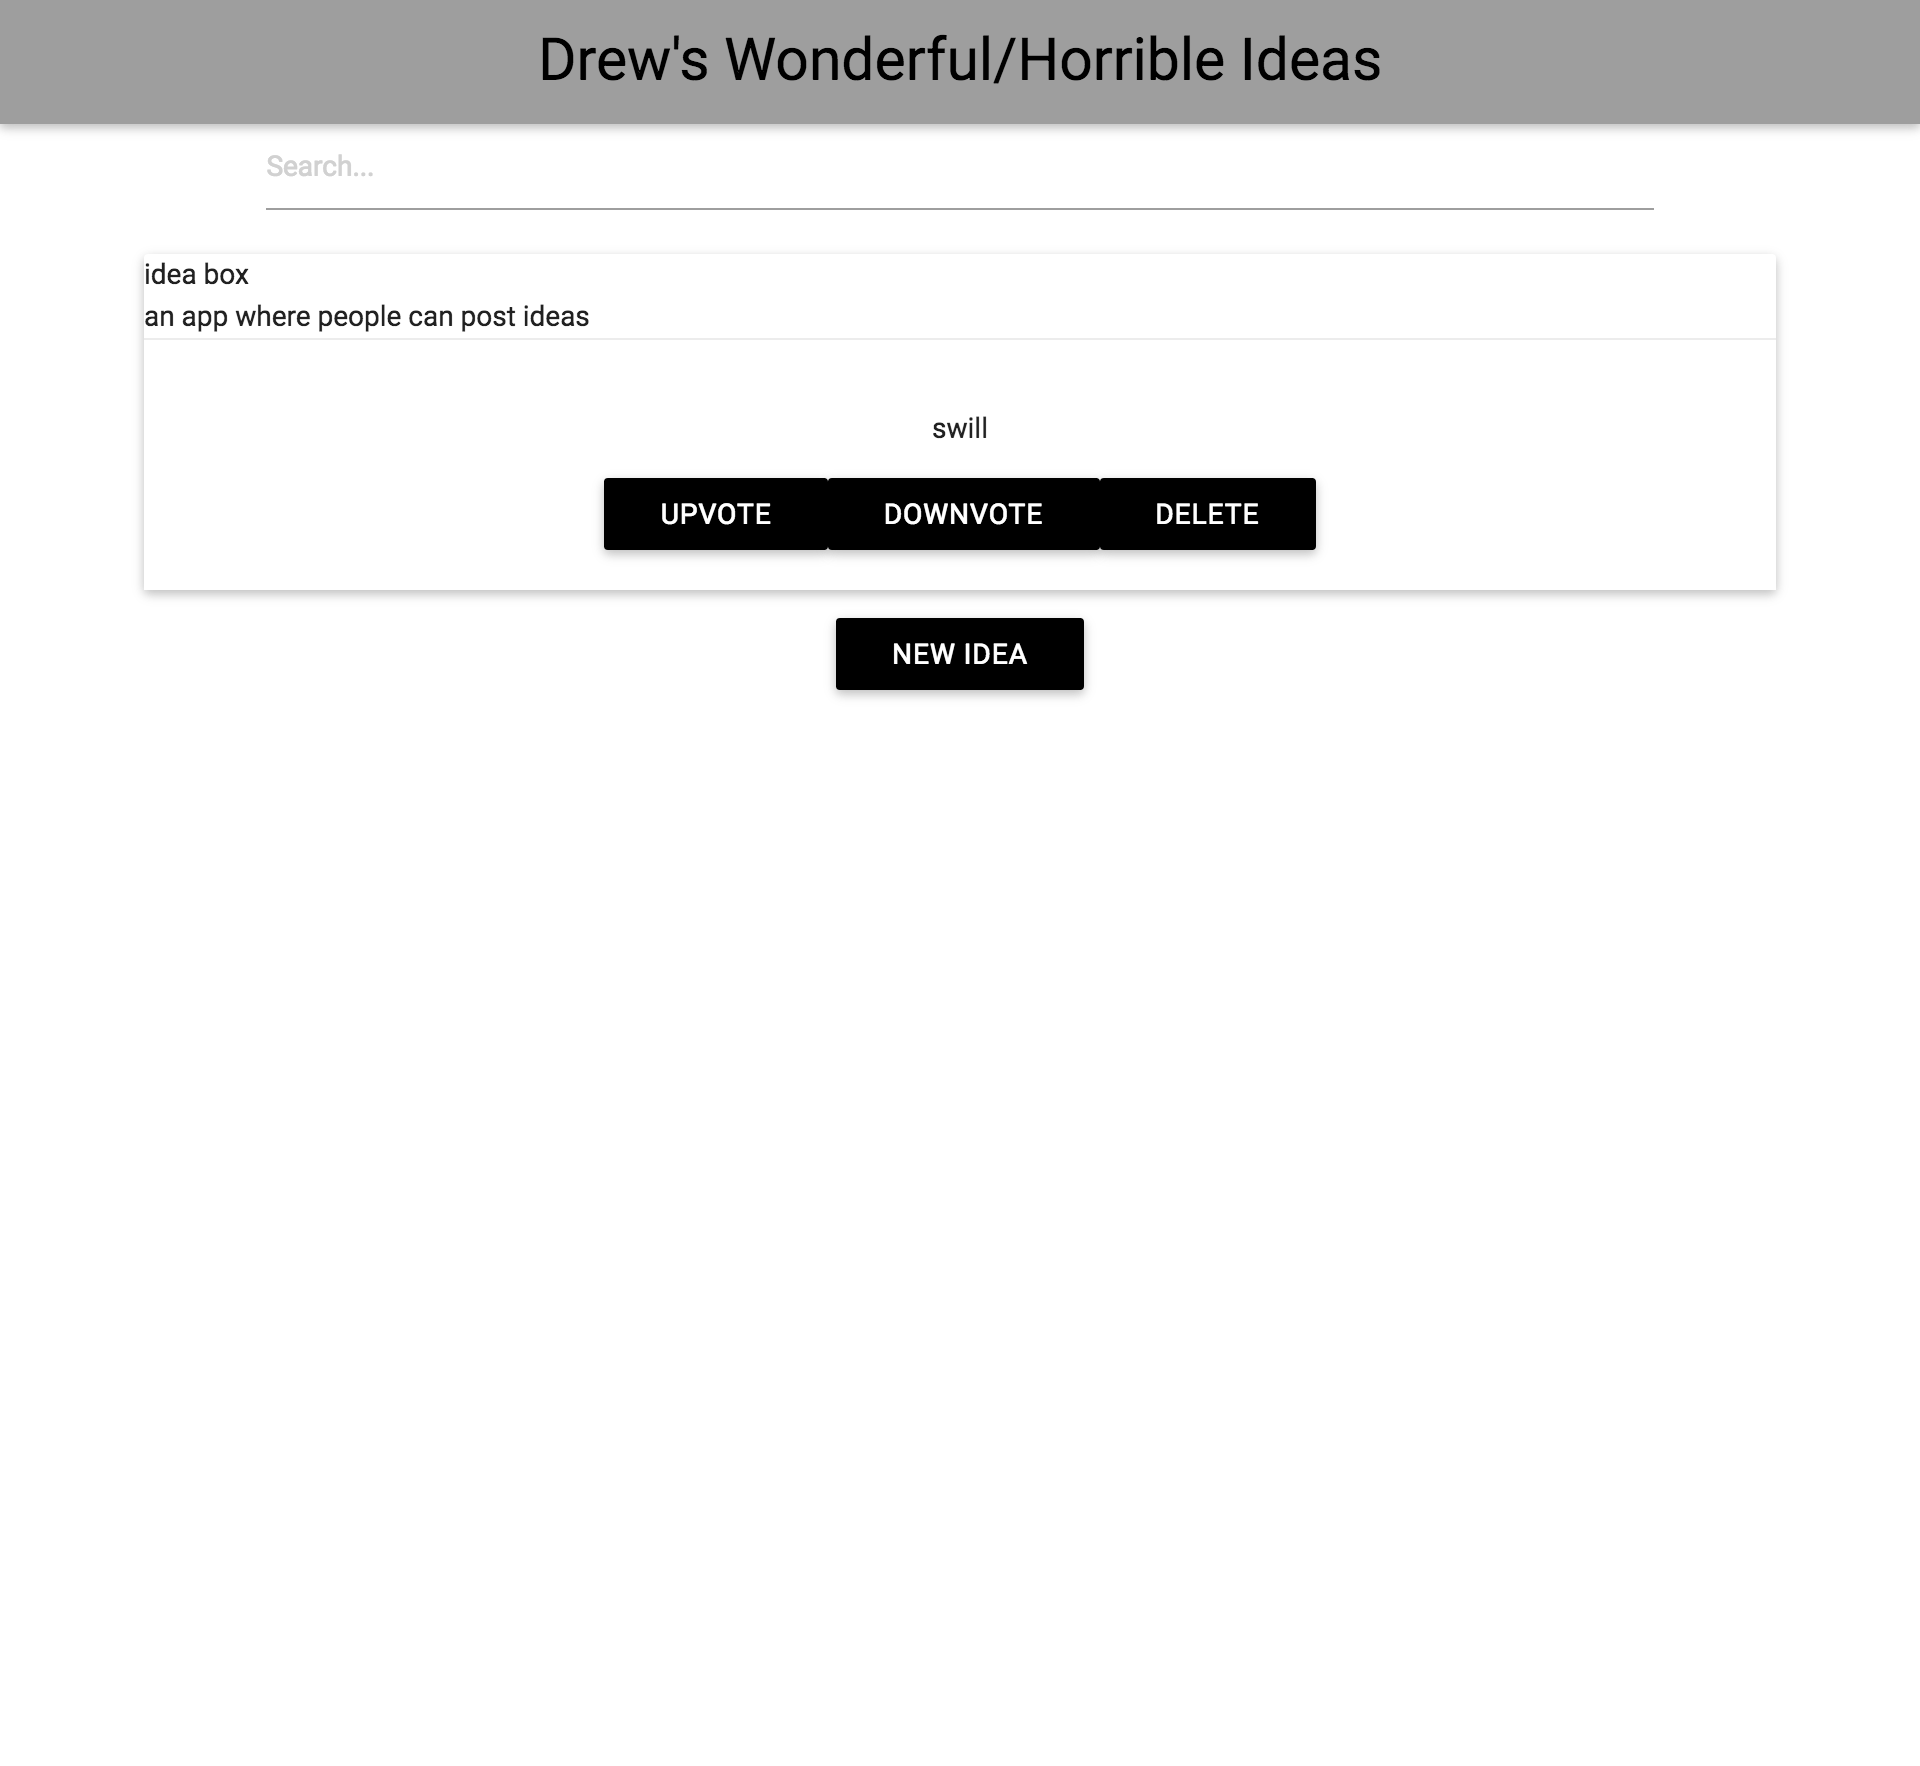 Drew's Wonderful/Horrible Ideas
Search...
idea box
an app where people can post ideas
swill
UPVOTE DOWNVOTE DELETE
NEW IDEA